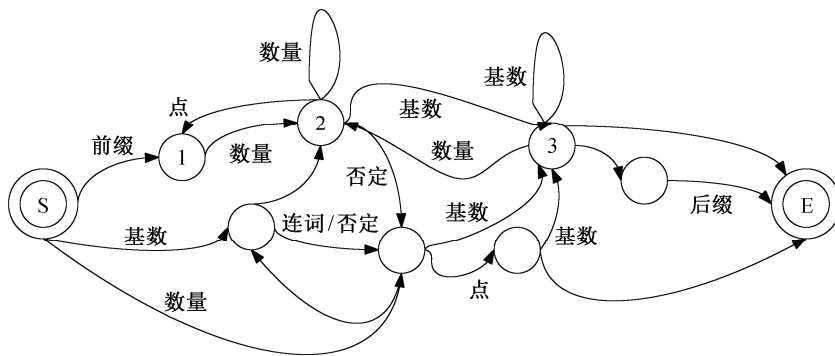 数量
基数
点
基数
2
前缀
1
数量
数量
3
否定
S
后缀
E
基数
连词/否定
基数
基数
点
数量